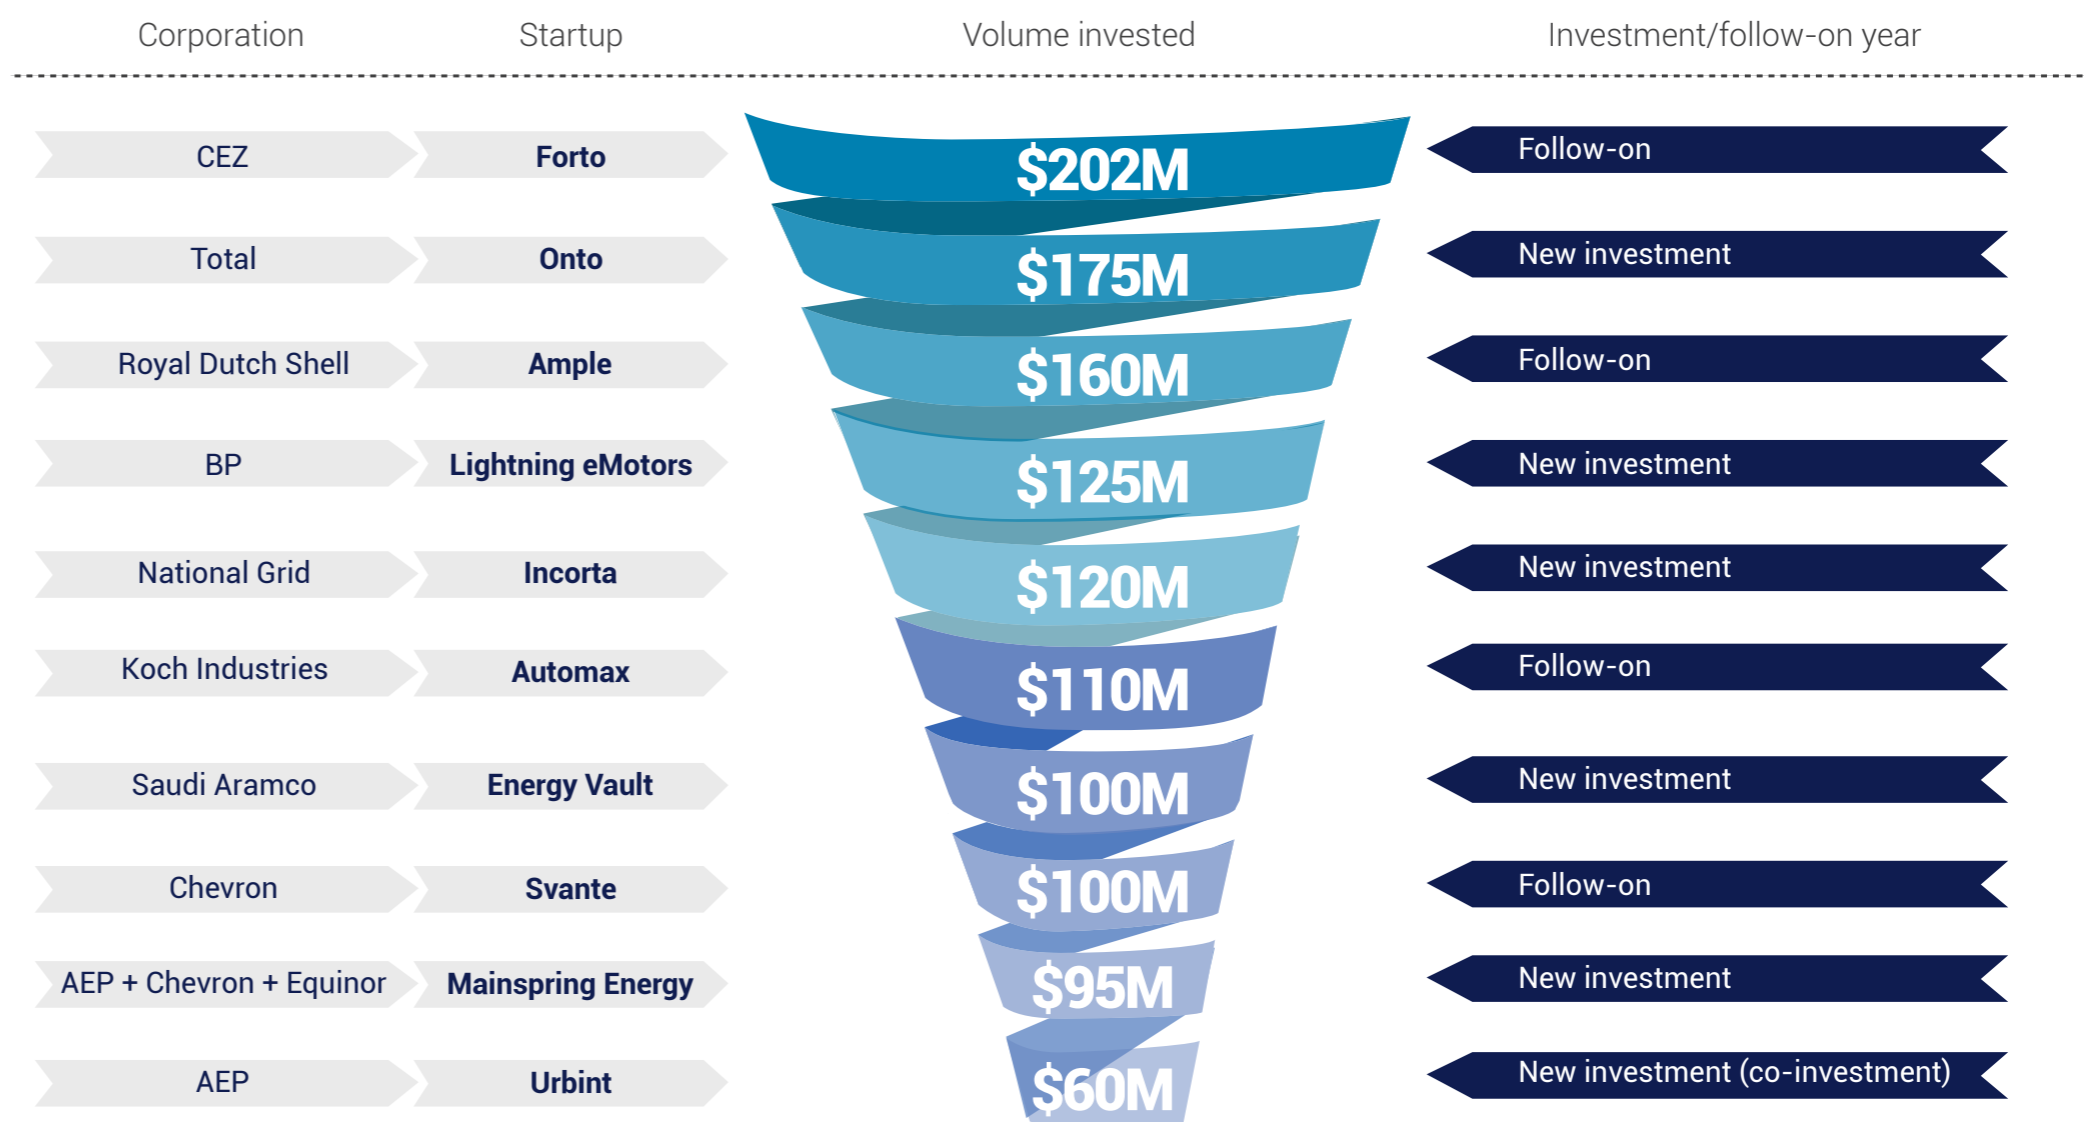 Corporation Startup Volume invested Investment/follow-on year
CEZ Forto $202M Follow-on
Total Onto $175M New investment
Royal Dutch Shell Ample $160M Follow-on
BP Lightning eMotors $125M New investment
National Grid Incorta $120M New investment
Koch Industries Automax $110M Follow-on
Saudi Aramco Energy Vault $100M New investment
Chevron Svante $100M Follow-on
AEP + Chevron + Equinor Mainspring Energy $95M New investment
AEP Urbint $60M New investment (co-investment)